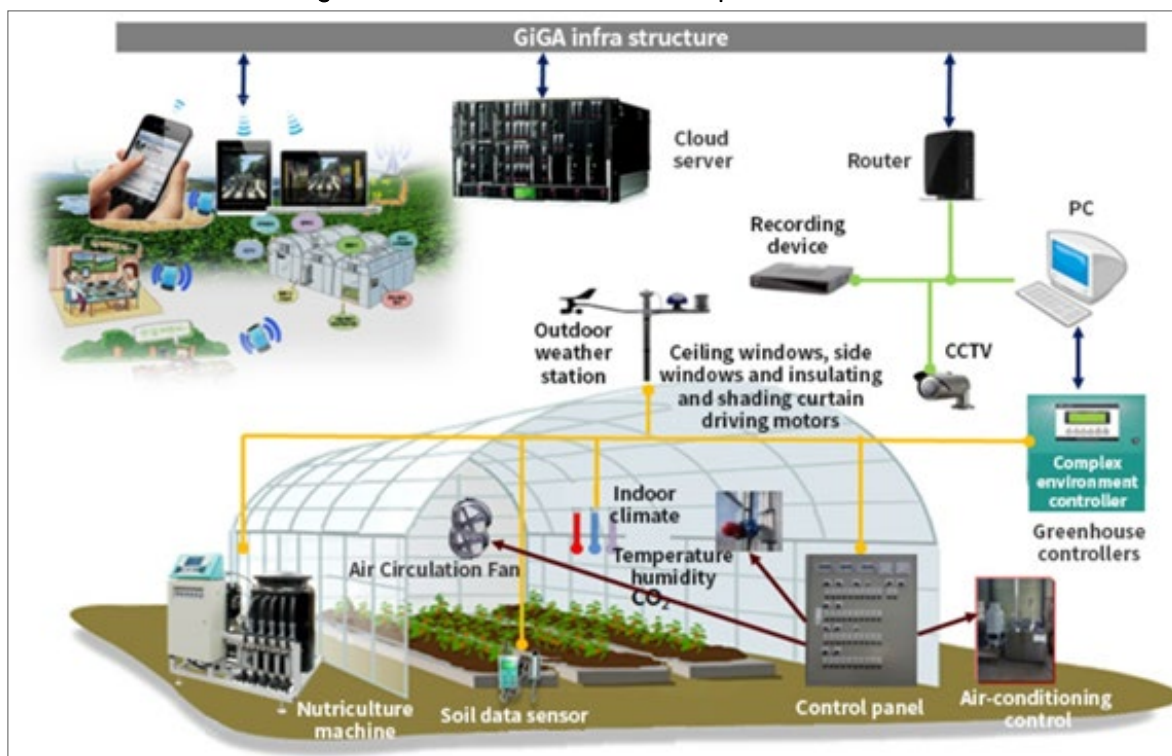 GiGA infra structure
Cloud
server
Router
PC
Recording
device
Outdoor
weather
station
CCTV
Ceiling windows, side
windows and insulating
and shading curtain
driving motors
Complex
environment
controller
Greenhouse
controllers
Indoor
climate
Air Circulation Fan
Temperature
humidity
CO₂
Nutriculture
machine
Soil data sensor
Control panel
Air-conditioning
control